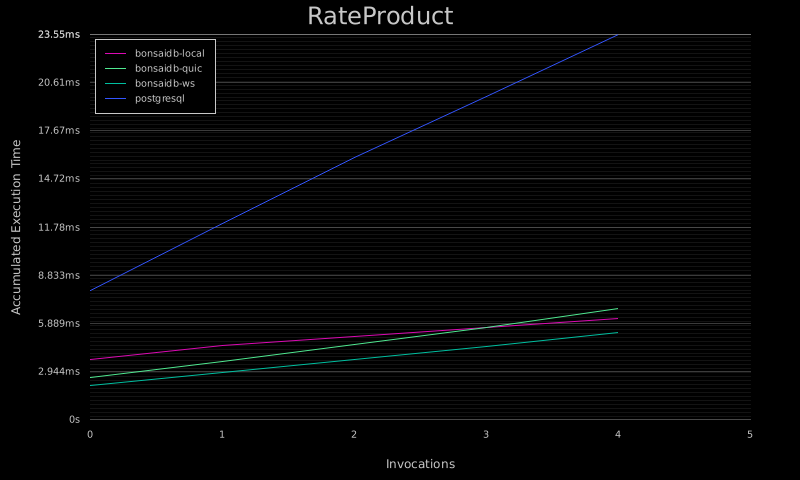 RateProduct
23.55ms
20.61ms
17.67ms
14.72ms
11.78ms
8.833ms
5.889ms
2.944ms
0s
bonsaidb-local
bonsaidb-quic
bonsaidb-ws
postgresql
Accumulated Execution Time
0 1 2 3 4 5
Invocations